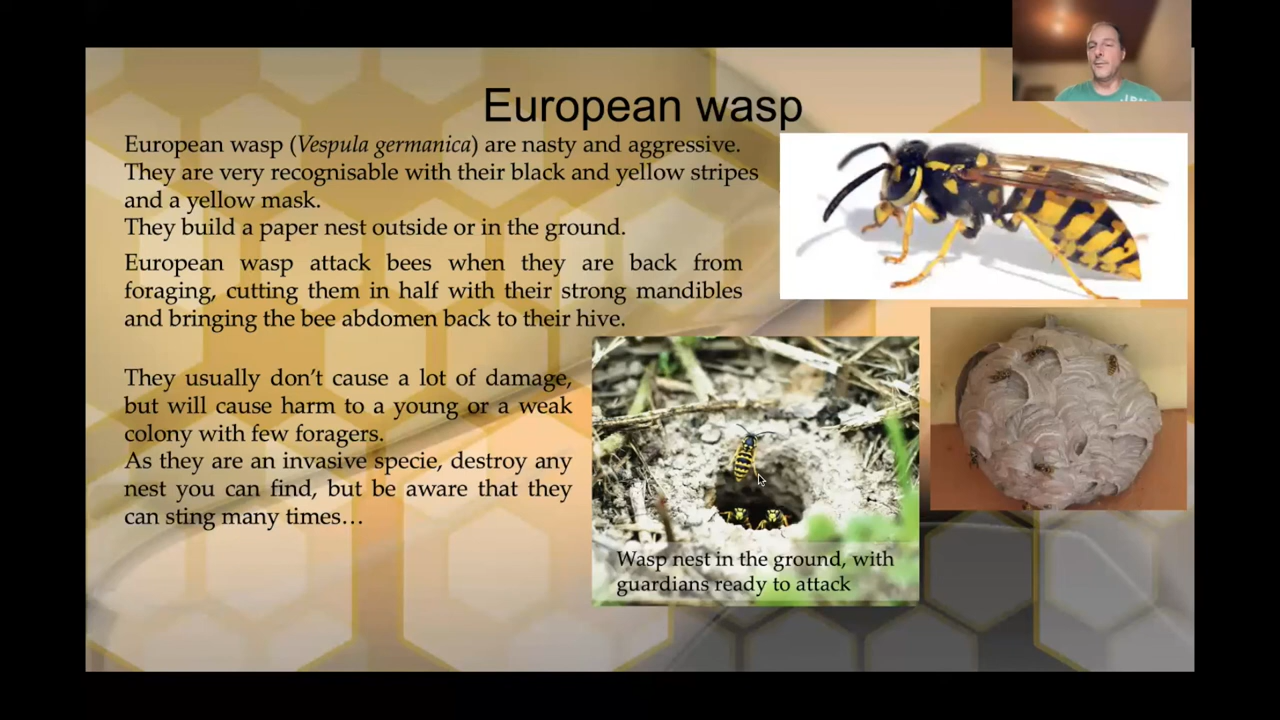 European wasp
European wasp (Vespula germanica) are nasty and aggressive.
They are very recognisable with their black and yellow stripes
and a yellow mask.
They build a paper nest outside or in the ground.
European wasp attack bees when they are back from
foraging, cutting them in half with their strong mandibles
and bringing the bee abdomen back to their hive.
They usually don't cause a lot of damage,
but will cause harm to a young or a weak
colony with few foragers.
As they are an invasive specie, destroy any
nest you can find, but be aware that they
can sting many times…
Wasp nest in the ground, with
guardians ready to attack